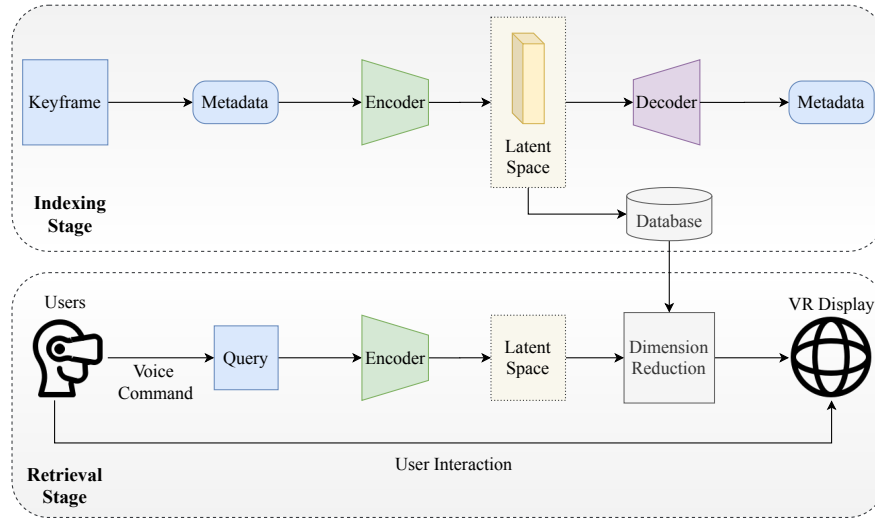 Keyframe
Metadata
Encoder
Latent
Space
Decoder
Metadata
Indexing
Stage
Database
Users
VR Display
Voice
Command
Query
Encoder
Latent
Space
Dimension
Reduction
User Interaction
Retrieval
Stage